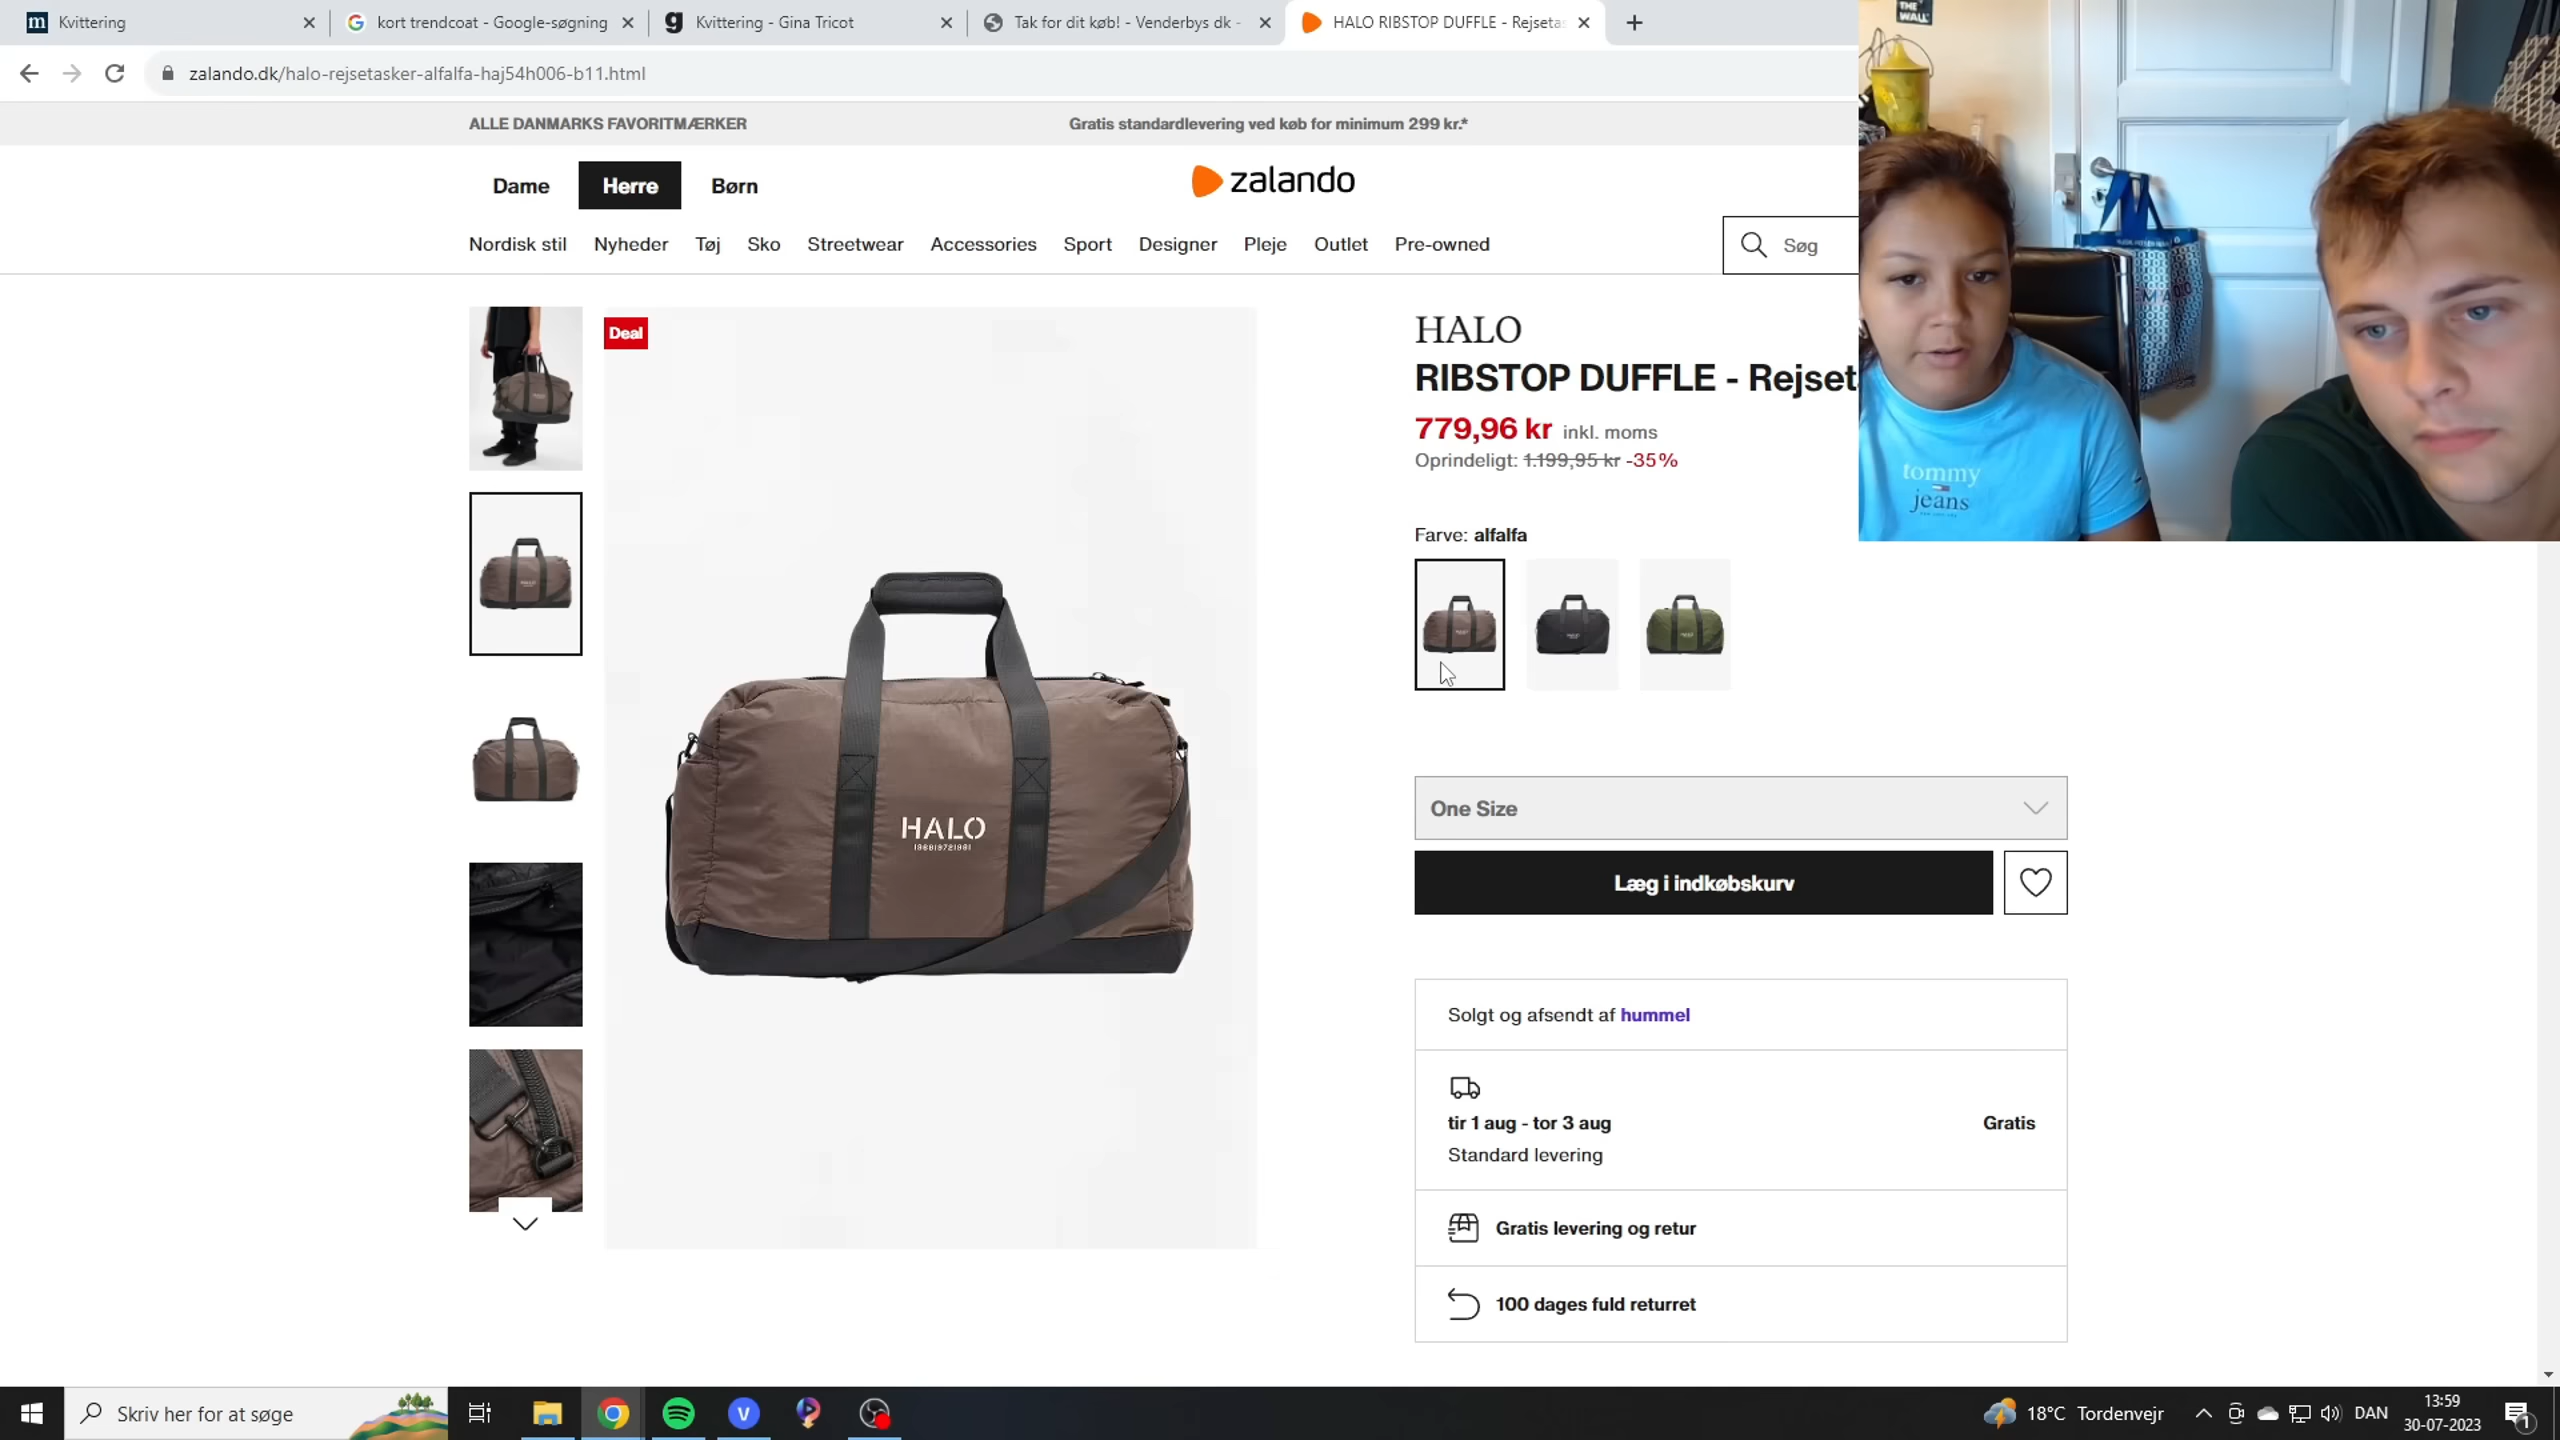 Kvittering
kort trendcoat - Google-søgning
Kvittering - Gina Tricot
Tak for dit køb! - Venderbys dk -
HALO RIBSTOP DUFFLE - Rejseta
zalando.dk/halo-rejsetasker-alfalfa-haj54h006-b11.html
THE
WALL
ALLE DANMARKS FAVORITMÆRKER
Gratis standardlevering ved køb for minimum 299 kr.*
Dame
Herre
Børn
zalando
Nordisk stil
Nyheder
Tøj
Sko
Streetwear
Accessories
Sport
Designer
Pleje
Outlet
Pre-owned
Søg
Deal
HALO
RIBSTOP DUFFLE - Rejset
779,96 kr inkl. moms
Oprindeligt: 1.199,95 kr -35%
tommy
jeans
Farve: alfalfa
HALO
One Size
Læg i indkøbskurv
Solgt og afsendt af hummel
tir 1 aug - tor 3 aug
Gratis
Standard levering
Gratis levering og retur
100 dages fuld returret
Skriv her for at søge
18°C Tordenvejr
DAN
13:59
30-07-2023
1